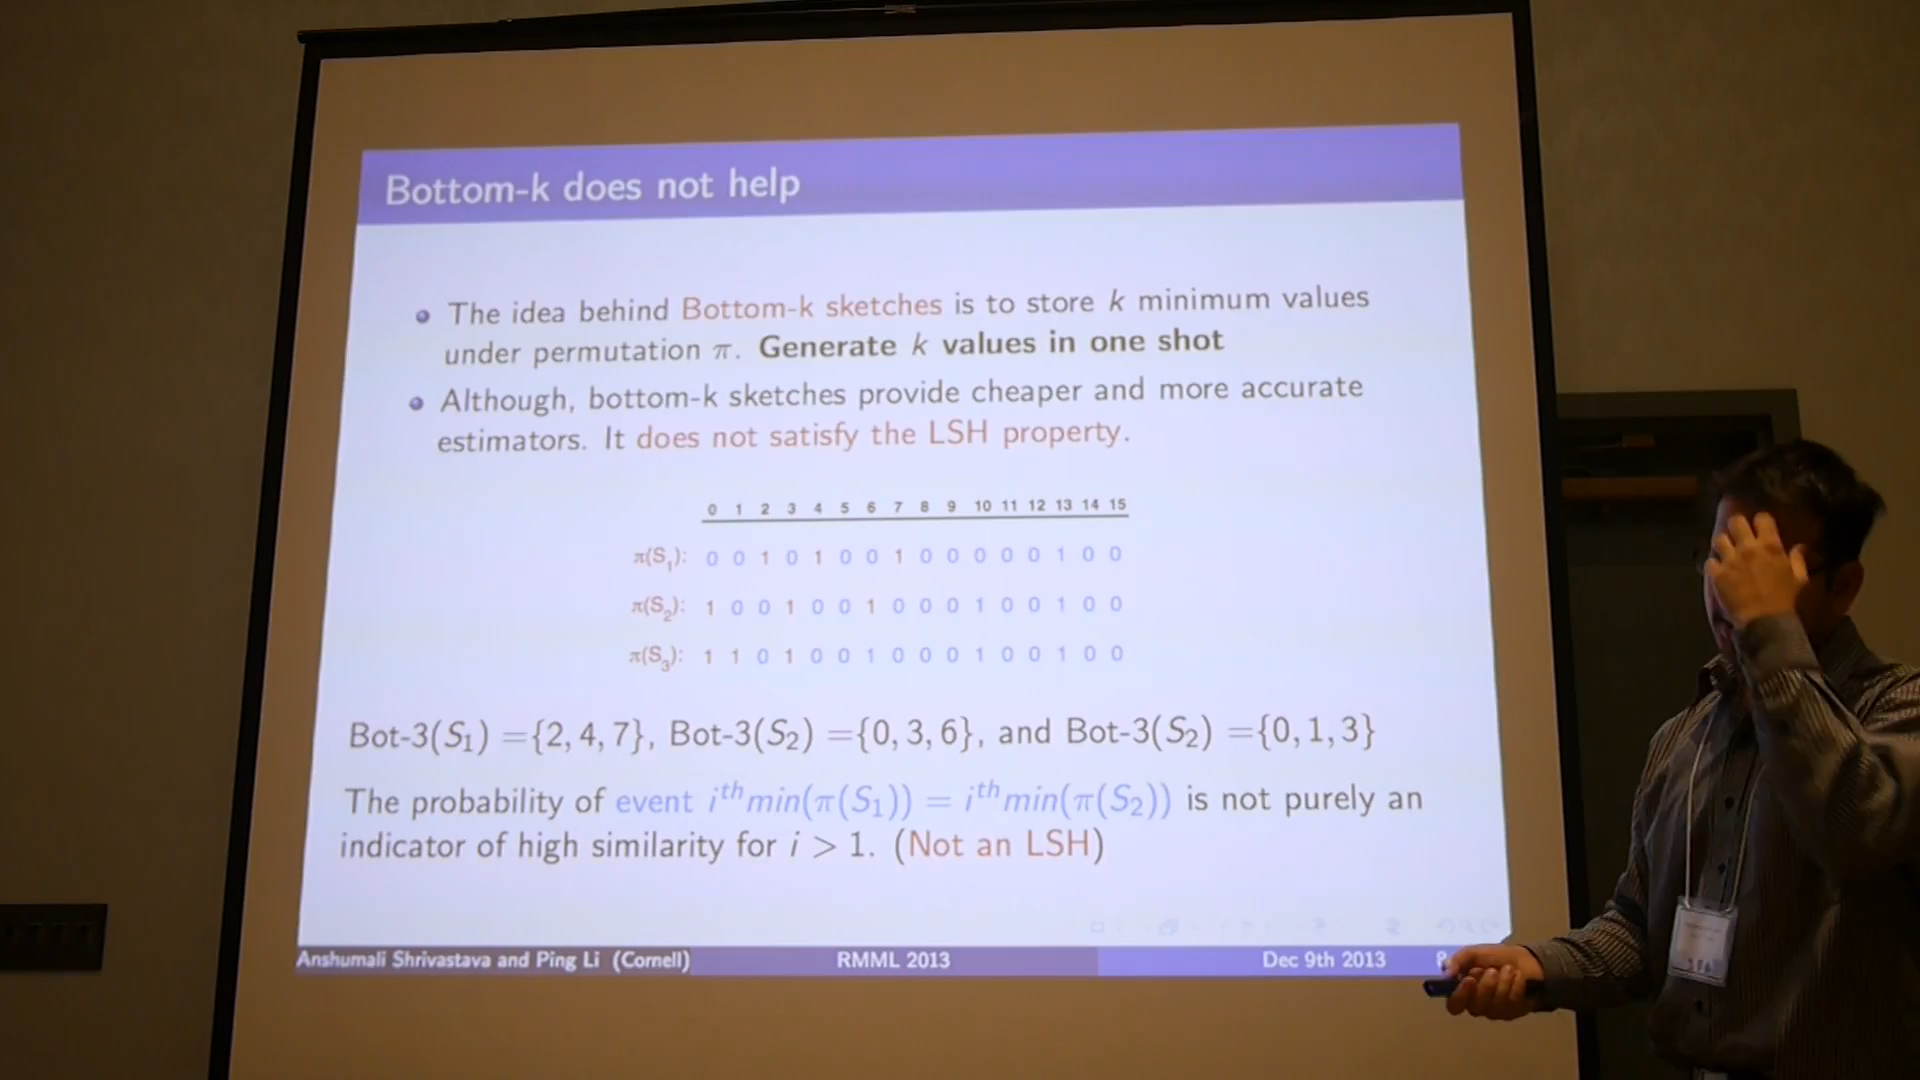 Bottom-k does not help
The idea behind Bottom-k sketches is to store k minimum values
under permutation π. Generate k values in one shot
Although, bottom-k sketches provide cheaper and more accurate
estimators. It does not satisfy the LSH property.
0 1 2 3 4 5 6 7 8 9 10 11 12 13 14 15
π(S₁): 0 0 1 0 1 0 0 1 0 0 0 0 0 1 0 0
π(S₂): 1 0 0 1 0 0 1 0 0 0 1 0 0 1 0 0
π(S₃): 1 1 0 1 0 0 1 0 0 0 1 0 0 1 0 0
Bot-3(S₁) ={2, 4, 7}, Bot-3(S₂) ={0, 3, 6}, and Bot-3(S₂) ={0, 1, 3}
The probability of event iᵗʰmin(π(S₁)) = iᵗʰmin(π(S₂)) is not purely an
indicator of high similarity for i > 1. (Not an LSH)
Anshumali Shrivastava and Ping Li (Cornell) RMML 2013 Dec 9th 2013